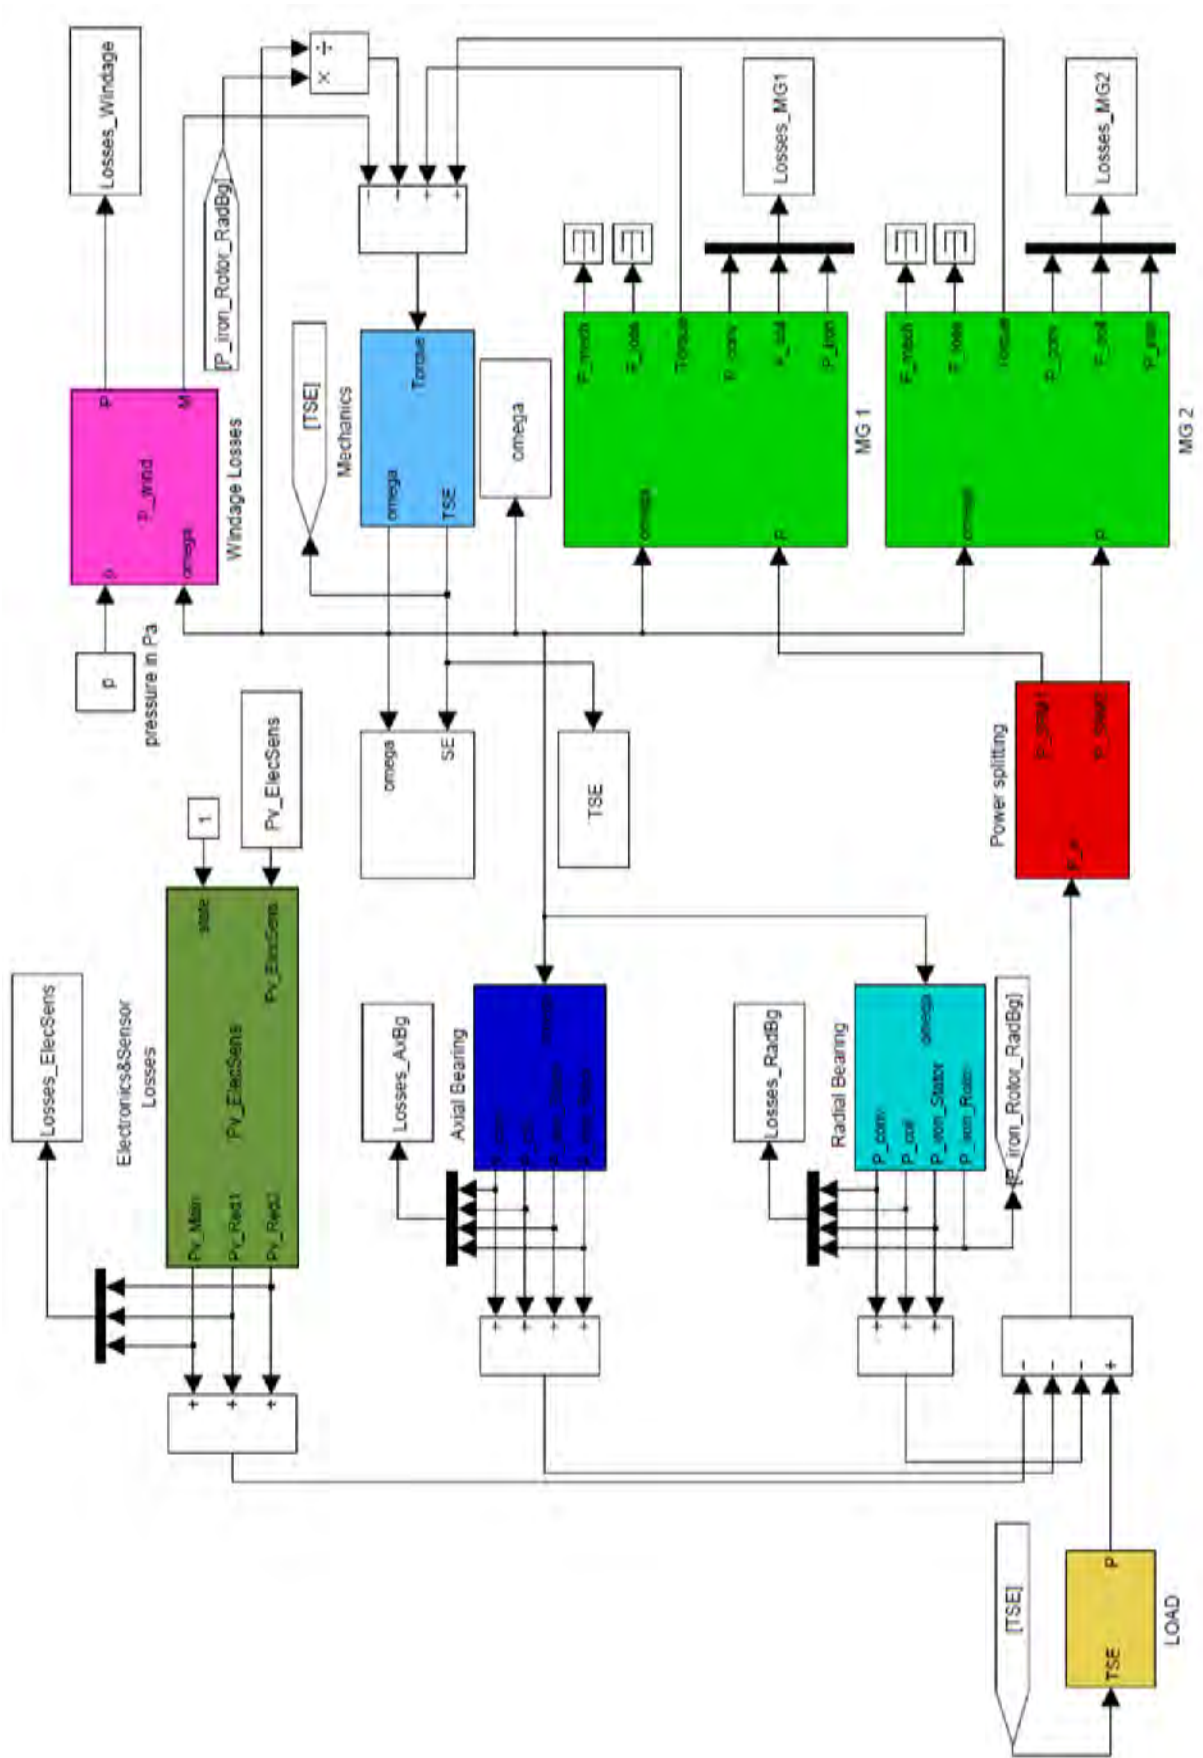 Losses_ElecSens
Electronics&Sensor
Losses
Pv_Main
Pv_Red1
Pv_Red2
Pv_ElecSens
state
Pv_ElecSens
1
Pv_ElecSens
+
+
+
p
pressure in Pa
p
omega
P_wind
P
M
Windage Losses
Losses_Windage
[P_iron_Rotor_RadBg]
×
÷
-
-
+
+
Losses_AxBg
Axial Bearing
+
+
+
+
omega
SE
TSE
[TSE]
Mechanics
omega
TSE
Torque
omega
Losses_RadBg
Radial Bearing
P_conv
P_coil
P_iron_Stator
P_iron_Rotor
omega
[P_iron_Rotor_RadBg]
+
+
+
omega
P
P_mech
P_loss
Torque
P_conv
P_coil
P_iron
MG 1
Losses_MG1
[TSE]
TSE
P
LOAD
-
-
-
+
Power splitting
omega
P
P_mech
P_loss
Torque
P_conv
P_coil
P_iron
MG 2
Losses_MG2